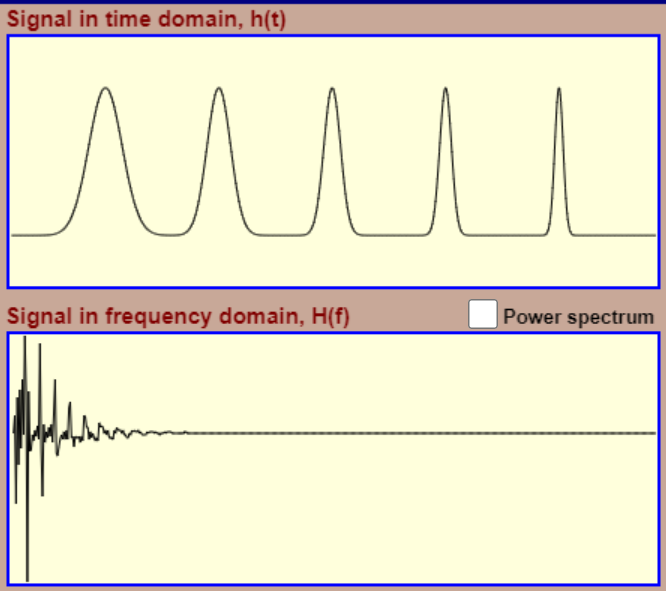 Signal in time domain, h(t)
Signal in frequency domain, H(f)
Power spectrum